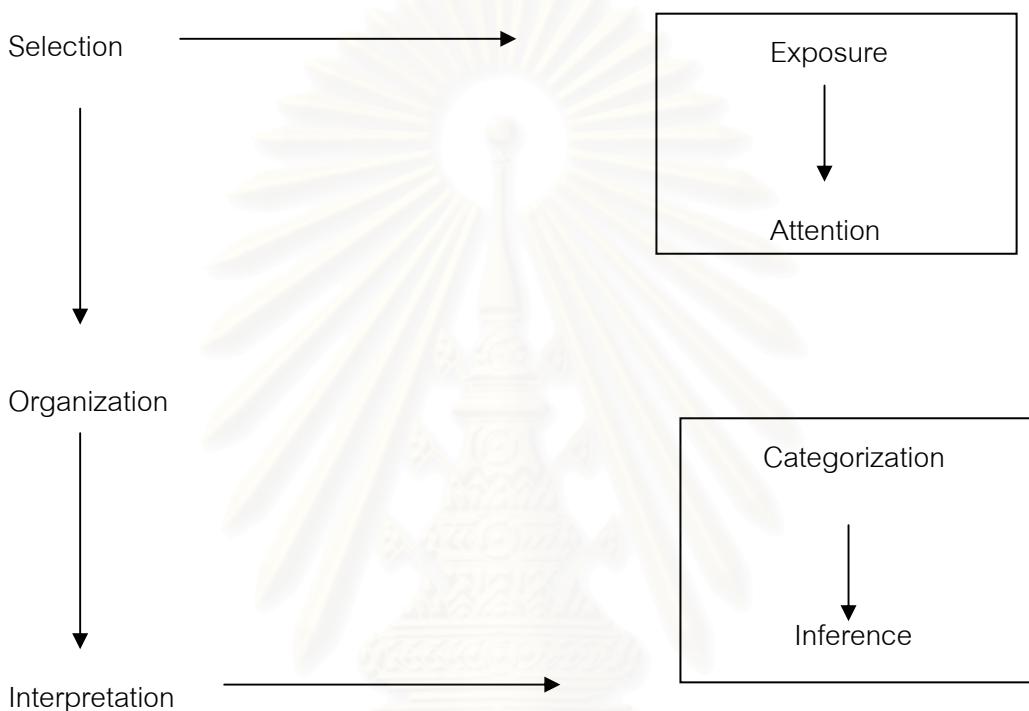 Selection
Exposure
Attention
Organization
Categorization
Inference
Interpretation